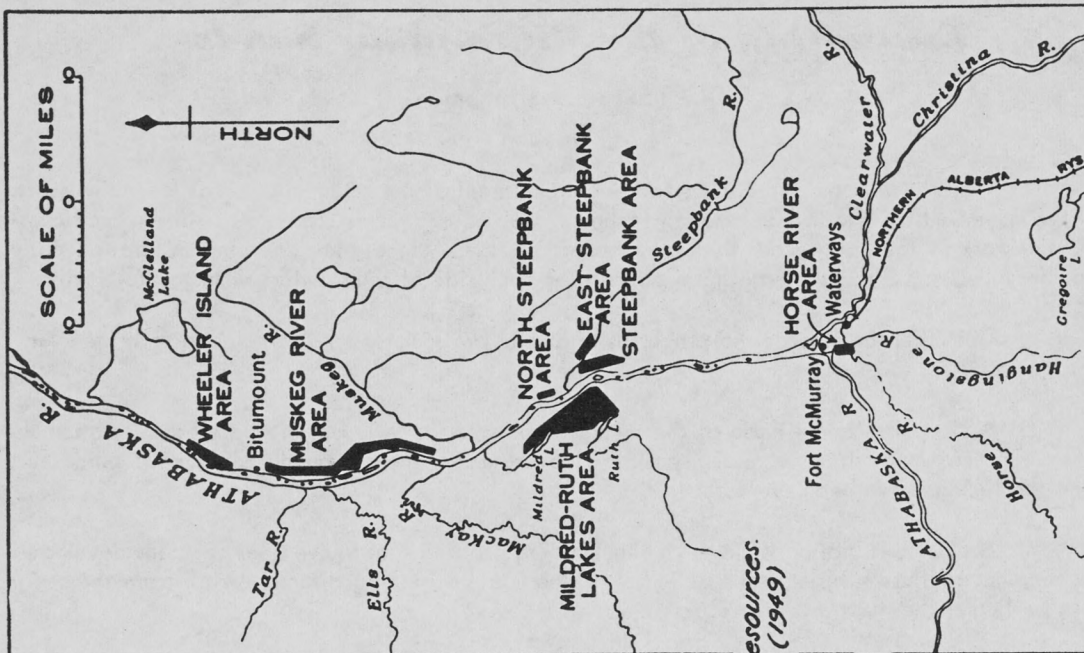 SCALE OF MILES
10
0
10
NORTH
McClelland
Lake
R.
ATHABASKA
WHEELER ISLAND
AREA
Bitumount
MUSKEG RIVER
AREA
Muskeg R.
Tar R.
Ells R.
Mackay R.
NORTH STEEPBANK
AREA
EAST STEEPBANK
AREA
STEEPBANK AREA
Steepbank R.
Mildred L.
Ruth L.
MILDRED-RUTH
LAKES AREA
HORSE RIVER
AREA
Waterways
Fort McMurray
Clearwater R.
Christina R.
NORTHERN ALBERTA RYS
Gregoire
L.
Hangingstone R.
Horse R.
ATHABASKA R.
esources
(1949)